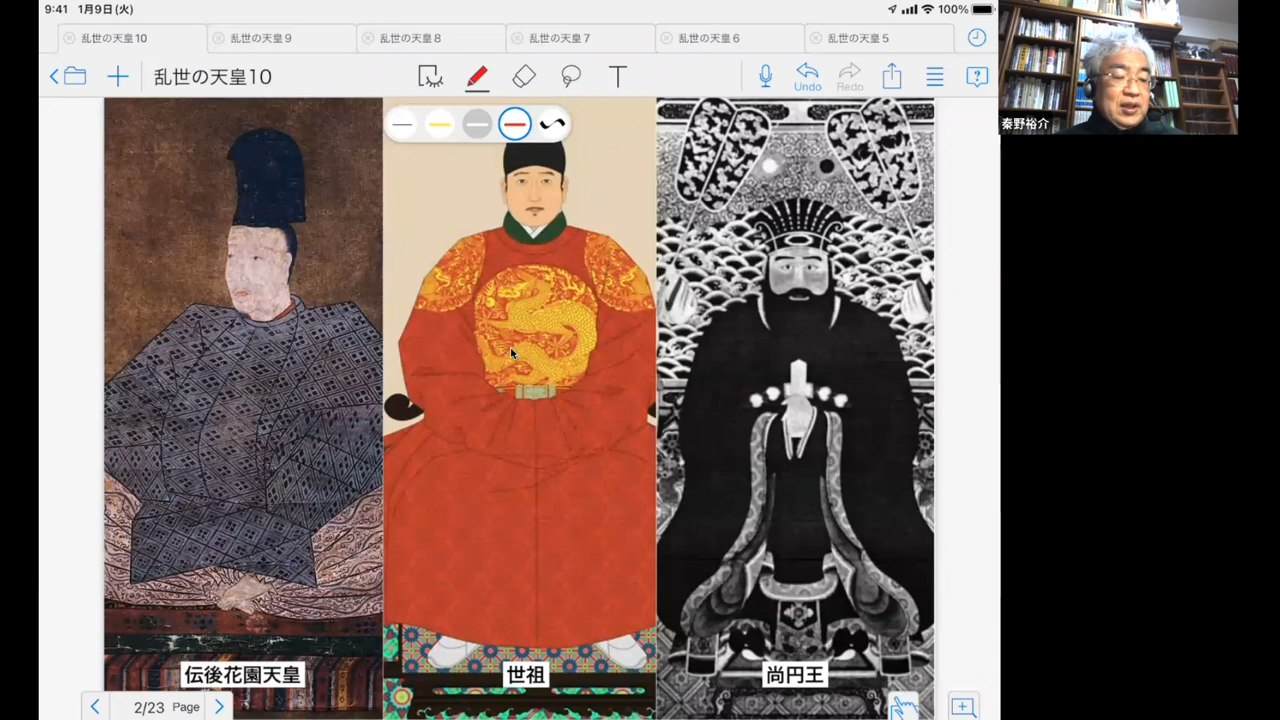 9:41 1月9日(火)
100%
乱世の天皇10
乱世の天皇9
乱世の天皇8
乱世の天皇7
乱世の天皇6
乱世の天皇5
乱世の天皇10
T
Undo
Redo
?
秦野裕介
伝後花園天皇
世祖
尚円王
2/23 Page